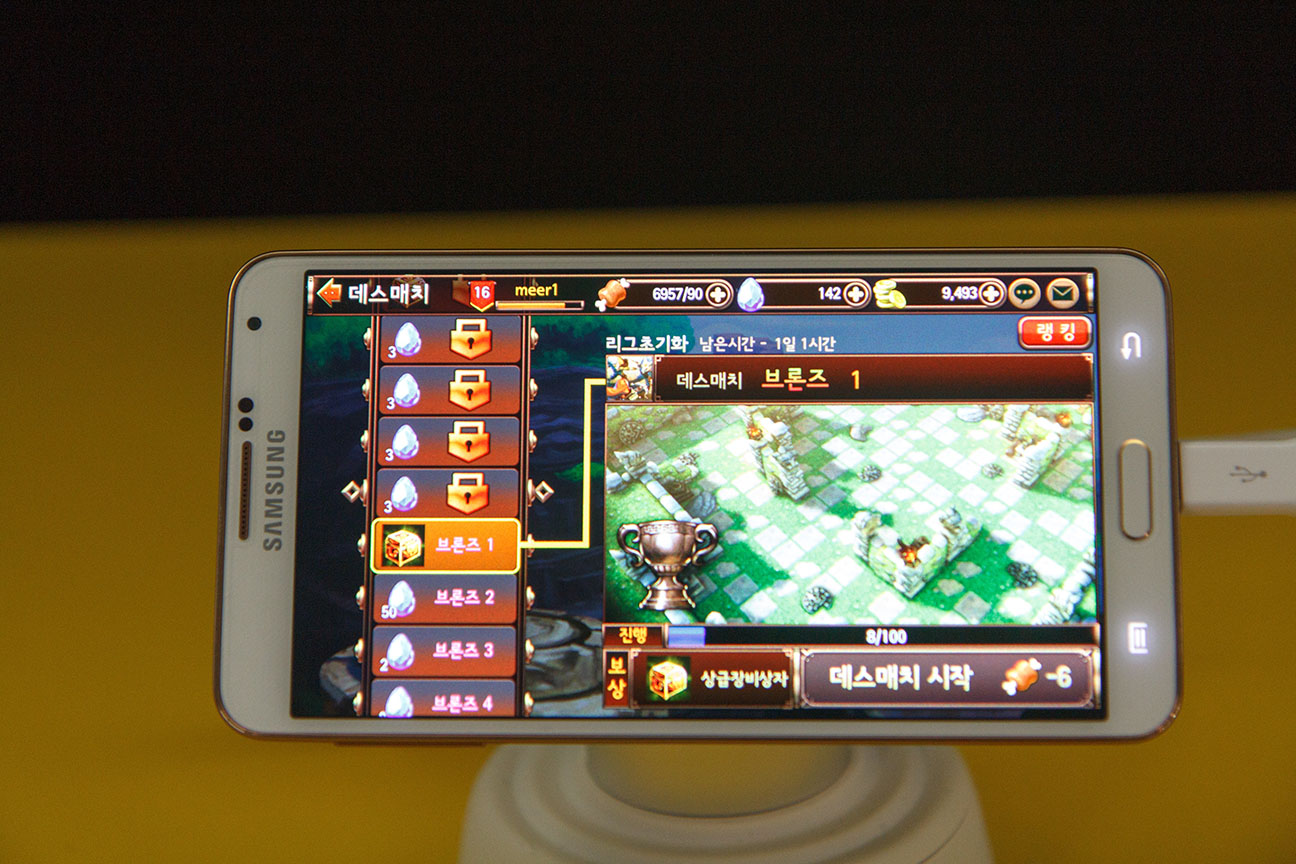 SAMSUNG
데스매치
16
meer1
6957/90
142
9,493
랭킹
리그초기화 남은시간 - 1일 1시간
데스매치 브론즈 1
3
3
3
3
브론즈 1
50 브론즈 2
2 브론즈 3
브론즈 4
진행 8/100
보상 상급장비상자
데스매치 시작 -6